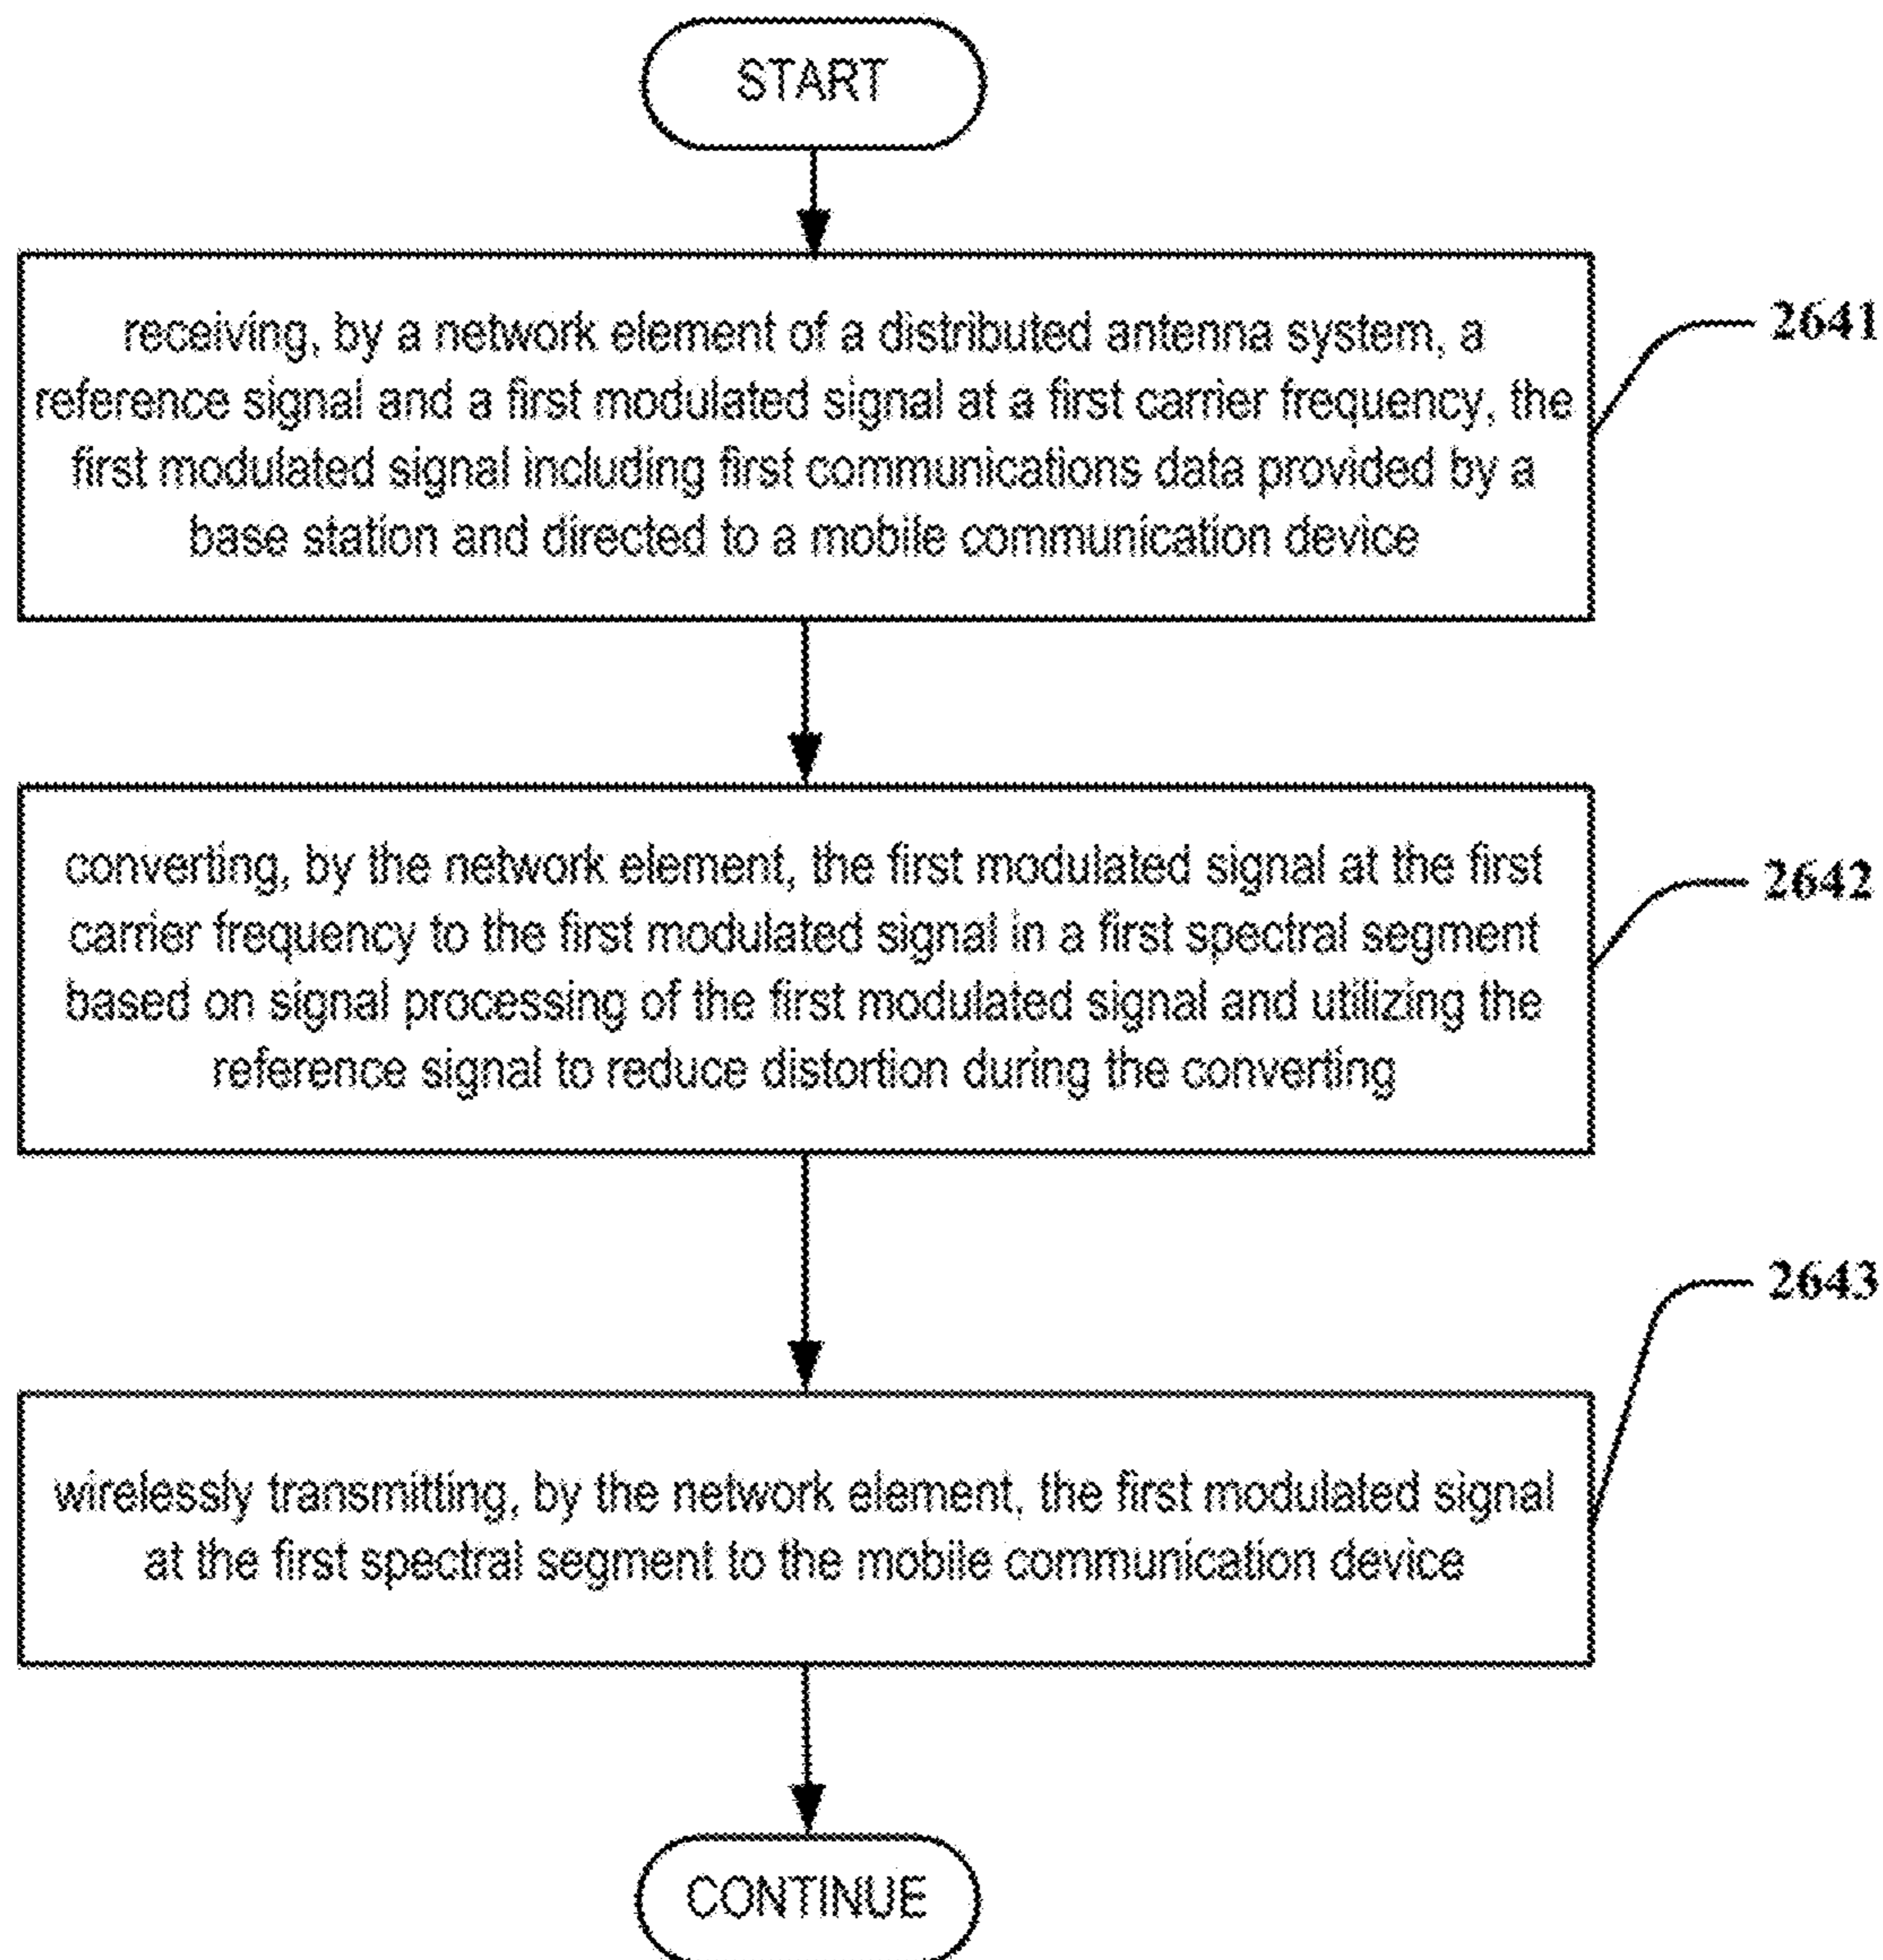 START
receiving, by a network element of a distributed antenna system, a
reference signal and a first modulated signal at a first carrier frequency, the
first modulated signal including first communications data provided by a
base station and directed to a mobile communication device
2641
converting, by the network element, the first modulated signal at the first
carrier frequency to the first modulated signal in a first spectral segment
based on signal processing of the first modulated signal and utilizing the
reference signal to reduce distortion during the converting
2642
wirelessly transmitting, by the network element, the first modulated signal
at the first spectral segment to the mobile communication device
2643
CONTINUE